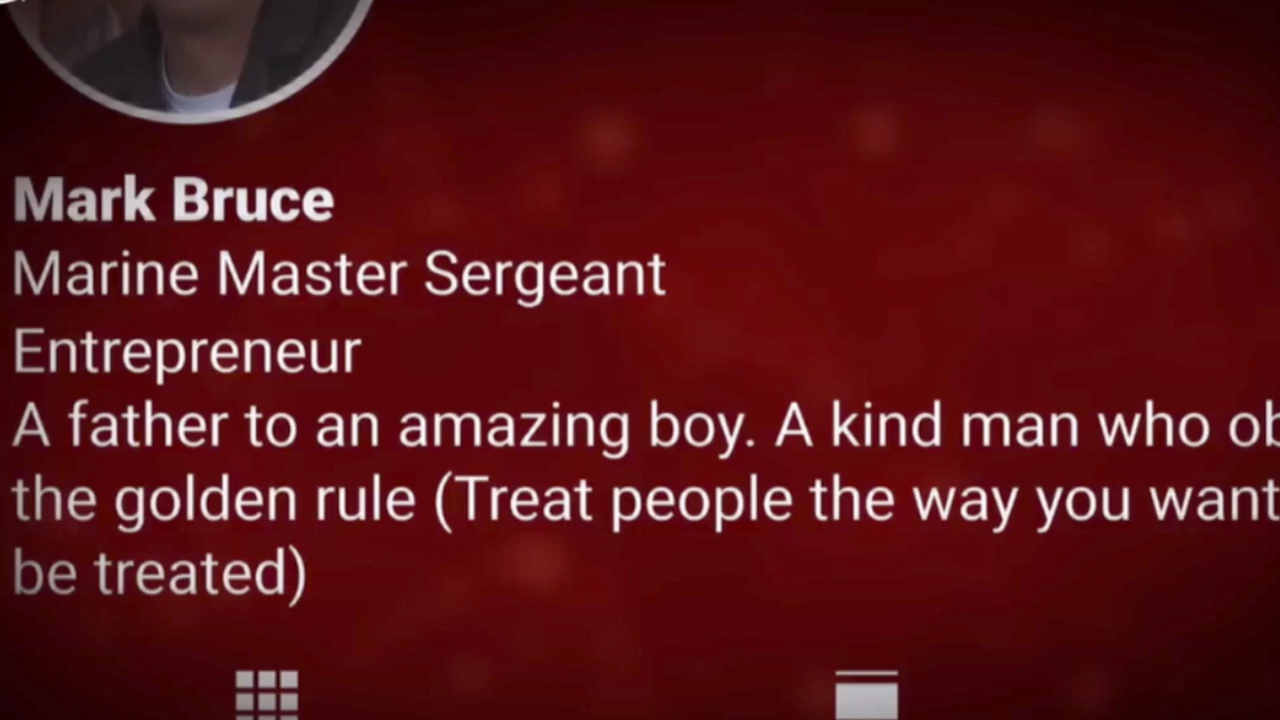 Mark Bruce
Marine Master Sergeant
Entrepreneur
A father to an amazing boy. A kind man who ob
the golden rule (Treat people the way you want
be treated)